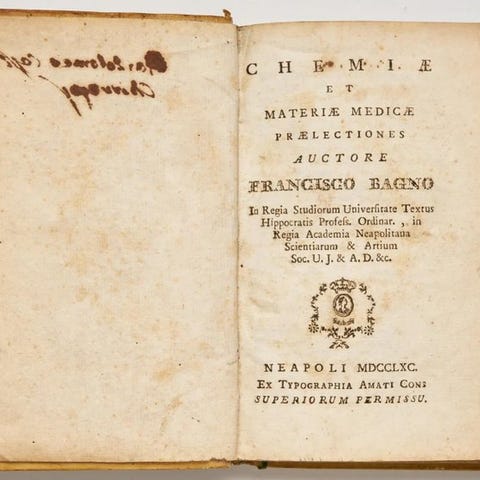 Bartolomeo
CHEMIÆ
ET
MATERIÆ MEDICÆ
PRÆLECTIONES
AUCTORE
FRANCISCO BAGNO
In Regia Studiorum Universitate Textus
Hippocratis Profess. Ordinar. , in
Regia Academia Neapolitana
Scientiarum & Artium
Soc. U. J. & A. D. &c.
NEAPOLI MDCCLXC.
EX TYPOGRAPHIA AMATI CONS
SUPERIORUM PERMISSU.